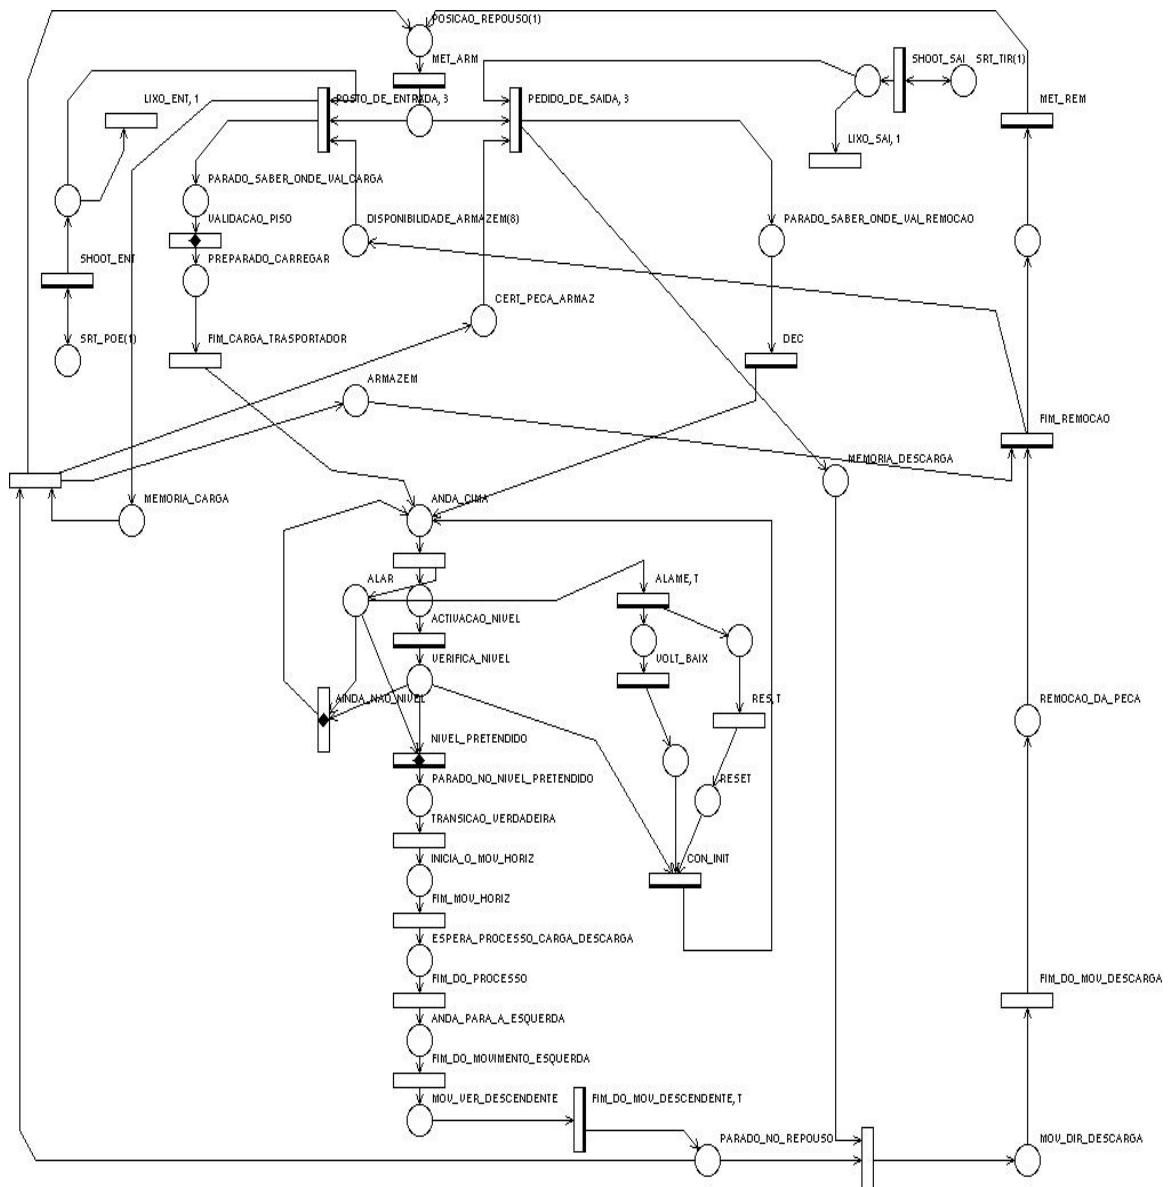 POSICAO_REPOUSO(1)
MET_ARM
SHOOT_SAI
SRT_TIR(1)
LIXO_ENT, 1
POSTO_DE_ENTRADA, 3
PEDIDO_DE_SAIDA, 3
MET_REM
LIXO_SAI, 1
PARADO_SABER_ONDE_VAI_CARGA
VALIDACAO_PISO
DISPONIBILIDADE_ARMAZEM(8)
PARADO_SABER_ONDE_VAI_REMOCAO
SHOOT_ENT
PREPARADO_CARREGAR
CERT_PECA_ARMAZ
SRT_POE(1)
FIM_CARGA_TRASPORTADOR
DEC
ARMAZEM
FIM_REMOCAO
MEMORIA_DESCARGA
MEMORIA_CARGA
ANDA_CIMA
ALAR
ALAME, T
ACTIVACAO_NIVEL
VERIFICA_NIVEL
VOLT_BAIX
AINDA_NAO_NIVEL
RES, T
REMOCAO_DA_PECA
NIVEL_PRETENDIDO
PARADO_NO_NIVEL_PRETENDIDO
RESET
TRANSICAO_VERDADEIRA
INICIA_O_MOV_HORIZ
CON_INIT
FIM_MOV_HORIZ
ESPERA_PROCESSO_CARGA_DESCARGA
FIM_DO_PROCESSO
FIM_DO_MOV_DESCARGA
ANDA_PARA_A_ESQUERDA
FIM_DO_MOVIMENTO_ESQUERDA
MOV_VER_DESCENDENTE
FIM_DO_MOV_DESCENDENTE, T
PARADO_NO_REPOUSO
MOV_DIR_DESCARGA